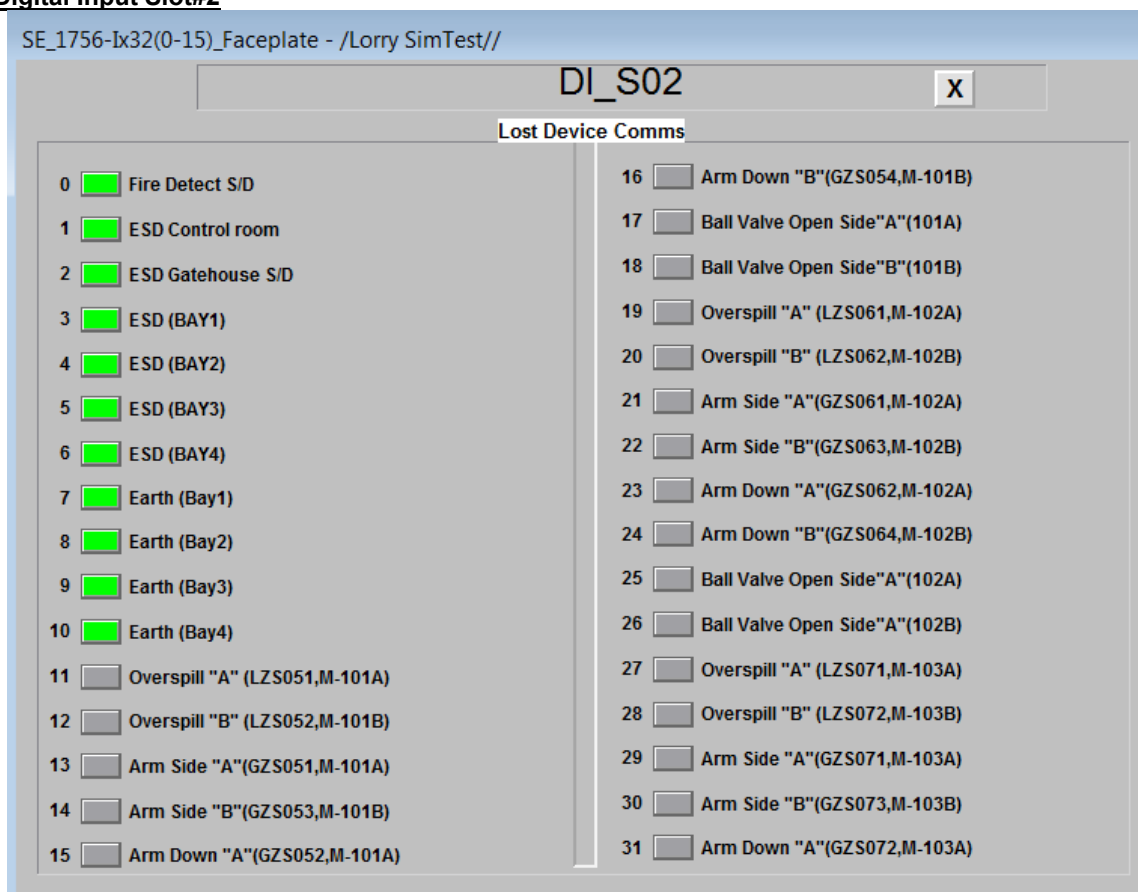 Digital Input Slot#2
SE_1756-Ix32(0-15)_Faceplate - /Lorry SimTest//
DI_S02
X
Lost Device Comms
0 Fire Detect S/D
1 ESD Control room
2 ESD Gatehouse S/D
3 ESD (BAY1)
4 ESD (BAY2)
5 ESD (BAY3)
6 ESD (BAY4)
7 Earth (Bay1)
8 Earth (Bay2)
9 Earth (Bay3)
10 Earth (Bay4)
11 Overspill "A" (LZS051,M-101A)
12 Overspill "B" (LZS052,M-101B)
13 Arm Side "A"(GZS051,M-101A)
14 Arm Side "B"(GZS053,M-101B)
15 Arm Down "A"(GZS052,M-101A)
16 Arm Down "B"(GZS054,M-101B)
17 Ball Valve Open Side"A"(101A)
18 Ball Valve Open Side"B"(101B)
19 Overspill "A" (LZS061,M-102A)
20 Overspill "B" (LZS062,M-102B)
21 Arm Side "A"(GZS061,M-102A)
22 Arm Side "B"(GZS063,M-102B)
23 Arm Down "A"(GZS062,M-102A)
24 Arm Down "B"(GZS064,M-102B)
25 Ball Valve Open Side"A"(102A)
26 Ball Valve Open Side"A"(102B)
27 Overspill "A" (LZS071,M-103A)
28 Overspill "B" (LZS072,M-103B)
29 Arm Side "A"(GZS071,M-103A)
30 Arm Side "B"(GZS073,M-103B)
31 Arm Down "A"(GZS072,M-103A)